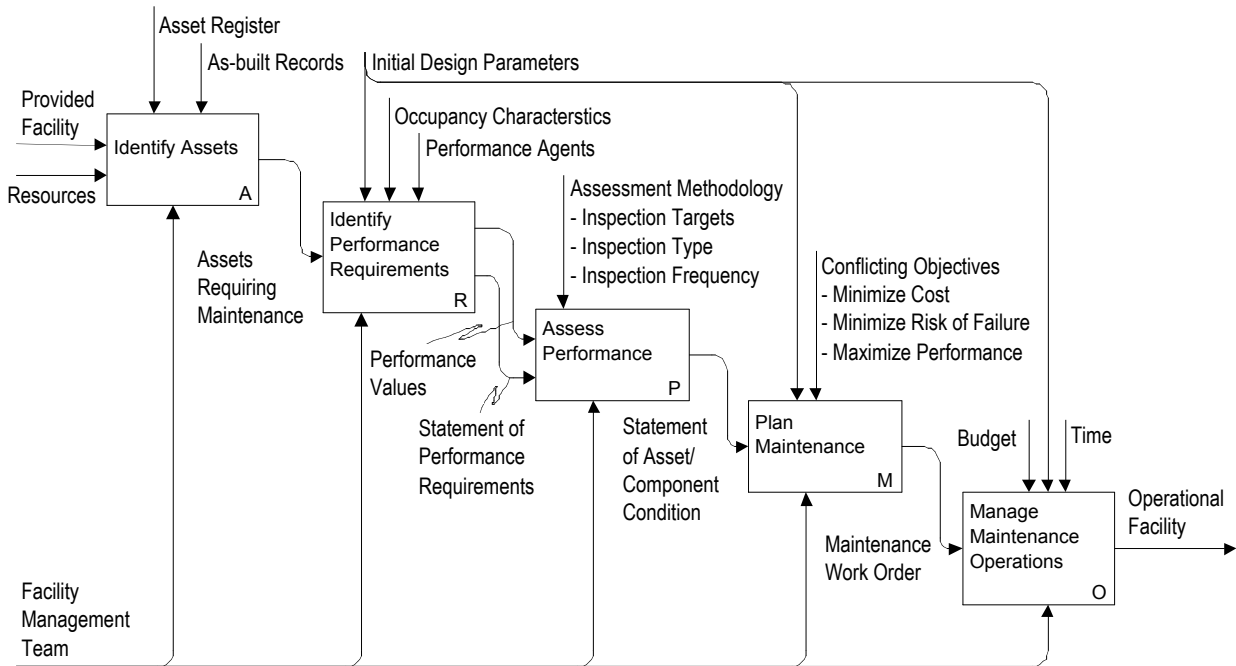 Asset Register
As-built Records
Initial Design Parameters
Provided
Facility
Occupancy Characterstics
Identify Assets
Performance Agents
Resources
A
Assessment Methodology
- Inspection Targets
- Inspection Type
- Inspection Frequency
Identify
Performance
Requirements
R
Assets
Requiring
Maintenance
Conflicting Objectives
- Minimize Cost
- Minimize Risk of Failure
- Maximize Performance
Assess
Performance
P
Performance
Values
Statement of
Performance
Requirements
Statement
of Asset/
Component
Condition
Plan
Maintenance
M
Budget
Time
Manage
Maintenance
Operations
O
Operational
Facility
Maintenance
Work Order
Facility
Management
Team